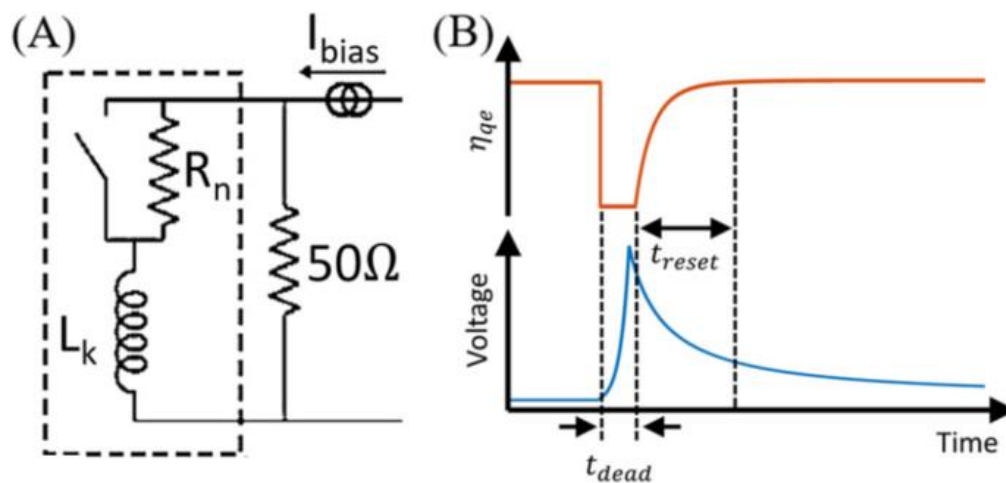 (A)
I_bias
R_n
50Ω
L_k
(B)
η_qe
t_reset
Voltage
Time
t_dead